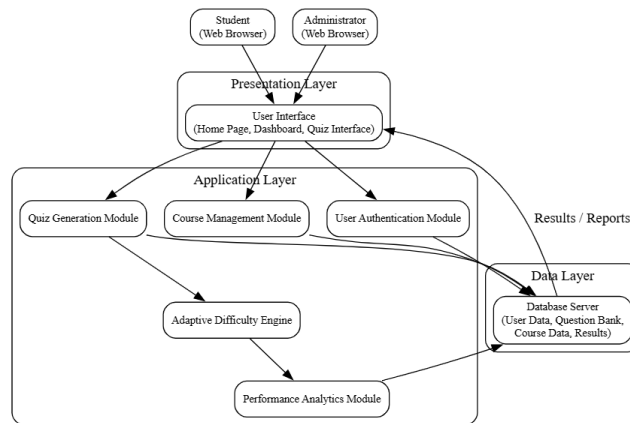 Student
(Web Browser)
Administrator
(Web Browser)
Presentation Layer
User Interface
(Home Page, Dashboard, Quiz Interface)
Application Layer
Quiz Generation Module
Course Management Module
User Authentication Module
Results / Reports
Data Layer
Database Server
(User Data, Question Bank,
Course Data, Results)
Adaptive Difficulty Engine
Performance Analytics Module